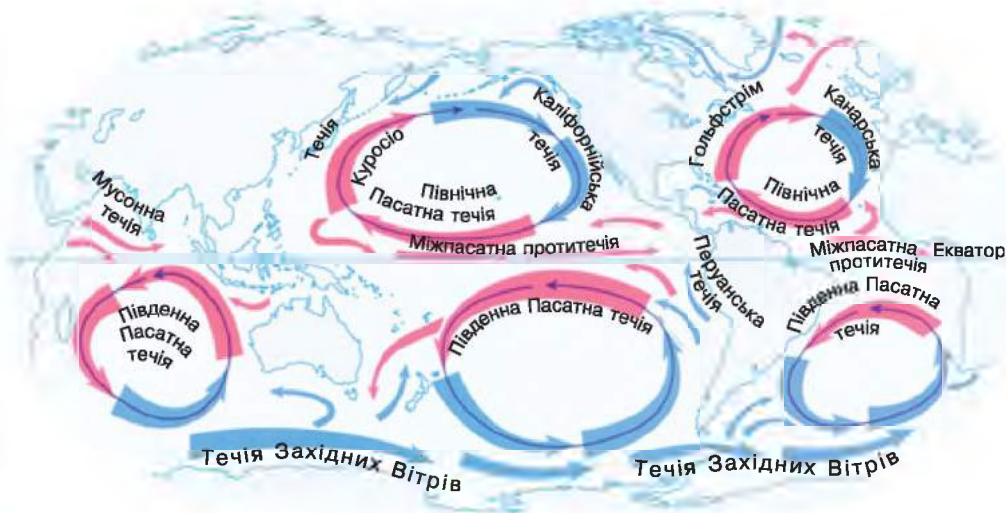 Мусонна
течія
Течія
Куросіо
Північна
Пасатна течія
Каліфорнійська
течія
Гольфстрім
Канарська
течія
Північна
Пасатна течія
Міжпасатна протитечія
Міжпасатна
протитечія
Екватор
Південна
Пасатна
течія
Південна Пасатна течія
Перуанська
течія
Південна Пасатна
течія
Течія Західних Вітрів
Течія Західних Вітрів